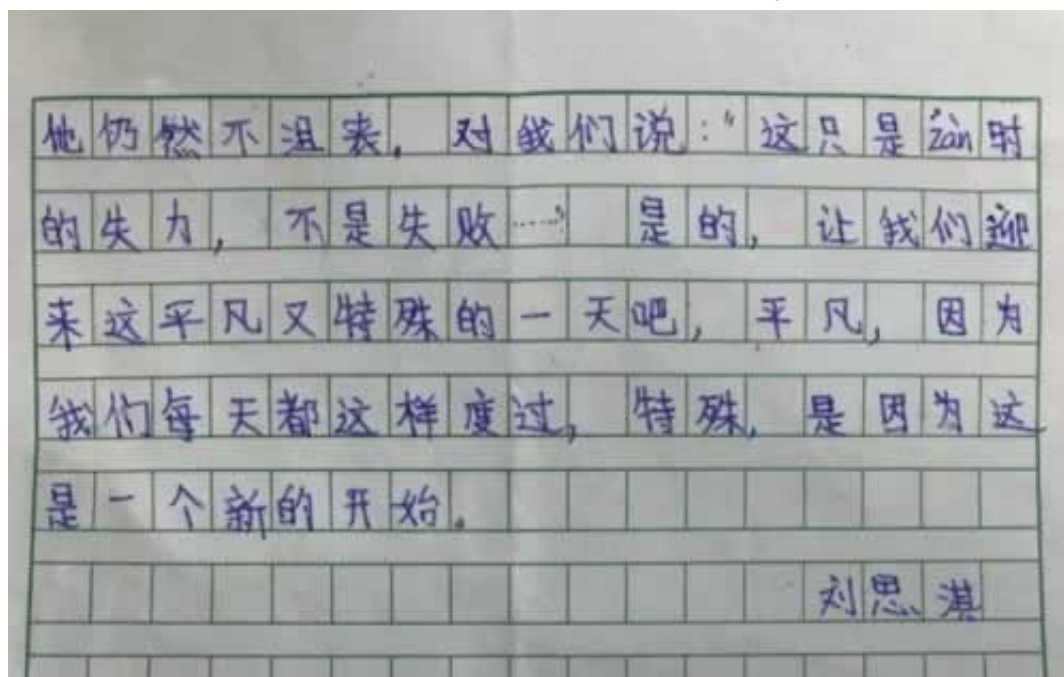 他仍然不沮丧，对我们说：“这只是zàn时
的失力，不是失败……”是的，让我们迎
来这平凡又特殊的一天吧，平凡，因为
我们每天都这样度过，特殊，是因为这
是一个新的开始。
刘思淇